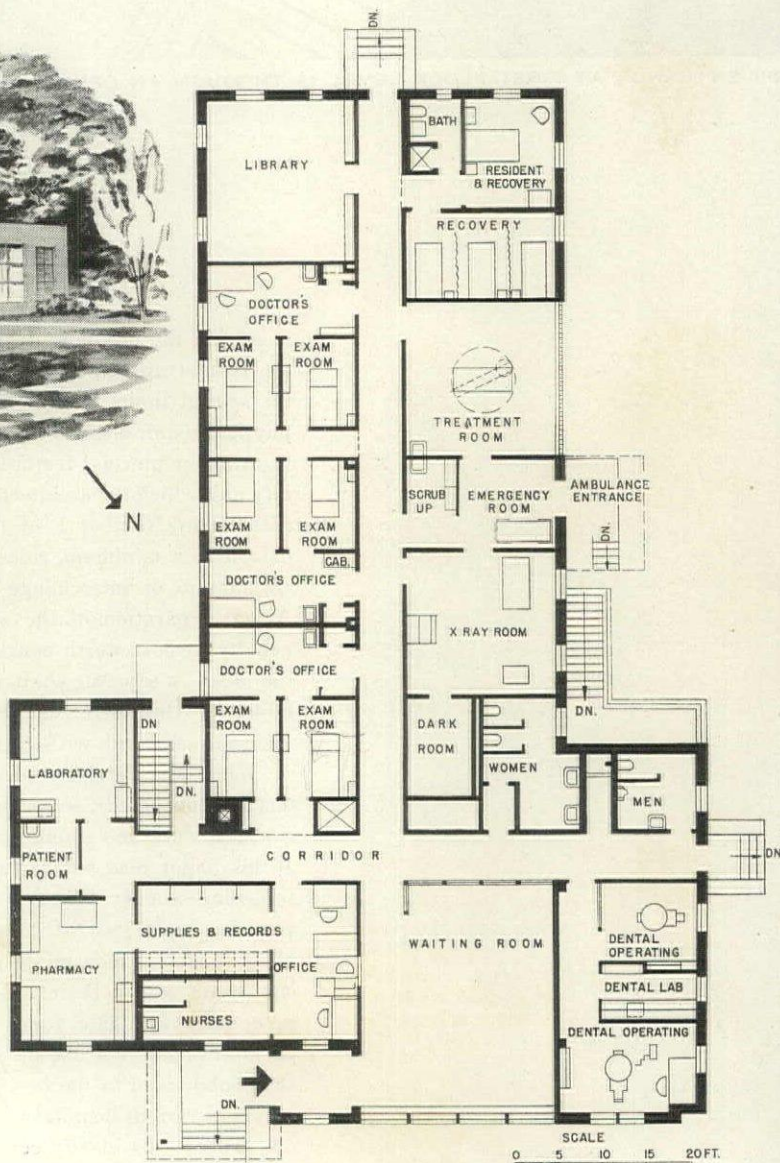 DN.
LIBRARY
BATH
RESIDENT
& RECOVERY
RECOVERY
DOCTOR'S
OFFICE
EXAM
ROOM
EXAM
ROOM
TREATMENT
ROOM
EXAM
ROOM
EXAM
ROOM
SCRUB
UP
EMERGENCY
ROOM
AMBULANCE
ENTRANCE
DN.
N
CAB.
DOCTOR'S OFFICE
X RAY ROOM
DOCTOR'S OFFICE
DN.
EXAM
ROOM
EXAM
ROOM
DARK
ROOM
WOMEN
MEN
DN
DN.
LABORATORY
PATIENT
ROOM
CORRIDOR
DN.
SUPPLIES & RECORDS
OFFICE
PHARMACY
NURSES
WAITING ROOM
DENTAL
OPERATING
DENTAL LAB
DENTAL OPERATING
DN.
SCALE
0 5 10 15 20 FT.